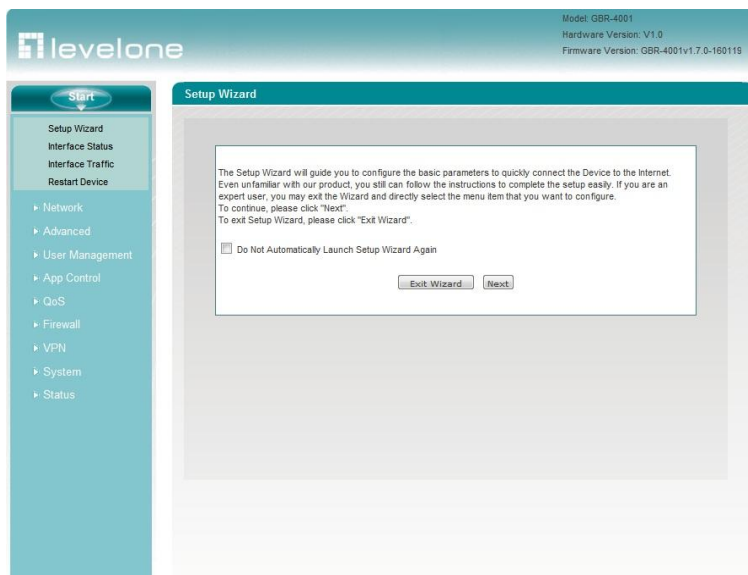 levelone
Model: GBR-4001
Hardware Version: V1.0
Firmware Version: GBR-4001v1.7.0-160119
Start
Setup Wizard
Interface Status
Interface Traffic
Restart Device
Network
Advanced
User Management
App Control
QoS
Firewall
VPN
System
Status
Setup Wizard
The Setup Wizard will guide you to configure the basic parameters to quickly connect the Device to the Internet.
Even unfamiliar with our product, you still can follow the instructions to complete the setup easily. If you are an
expert user, you may exit the Wizard and directly select the menu item that you want to configure.
To continue, please click "Next".
To exit Setup Wizard, please click "Exit Wizard".
Do Not Automatically Launch Setup Wizard Again
Exit Wizard Next